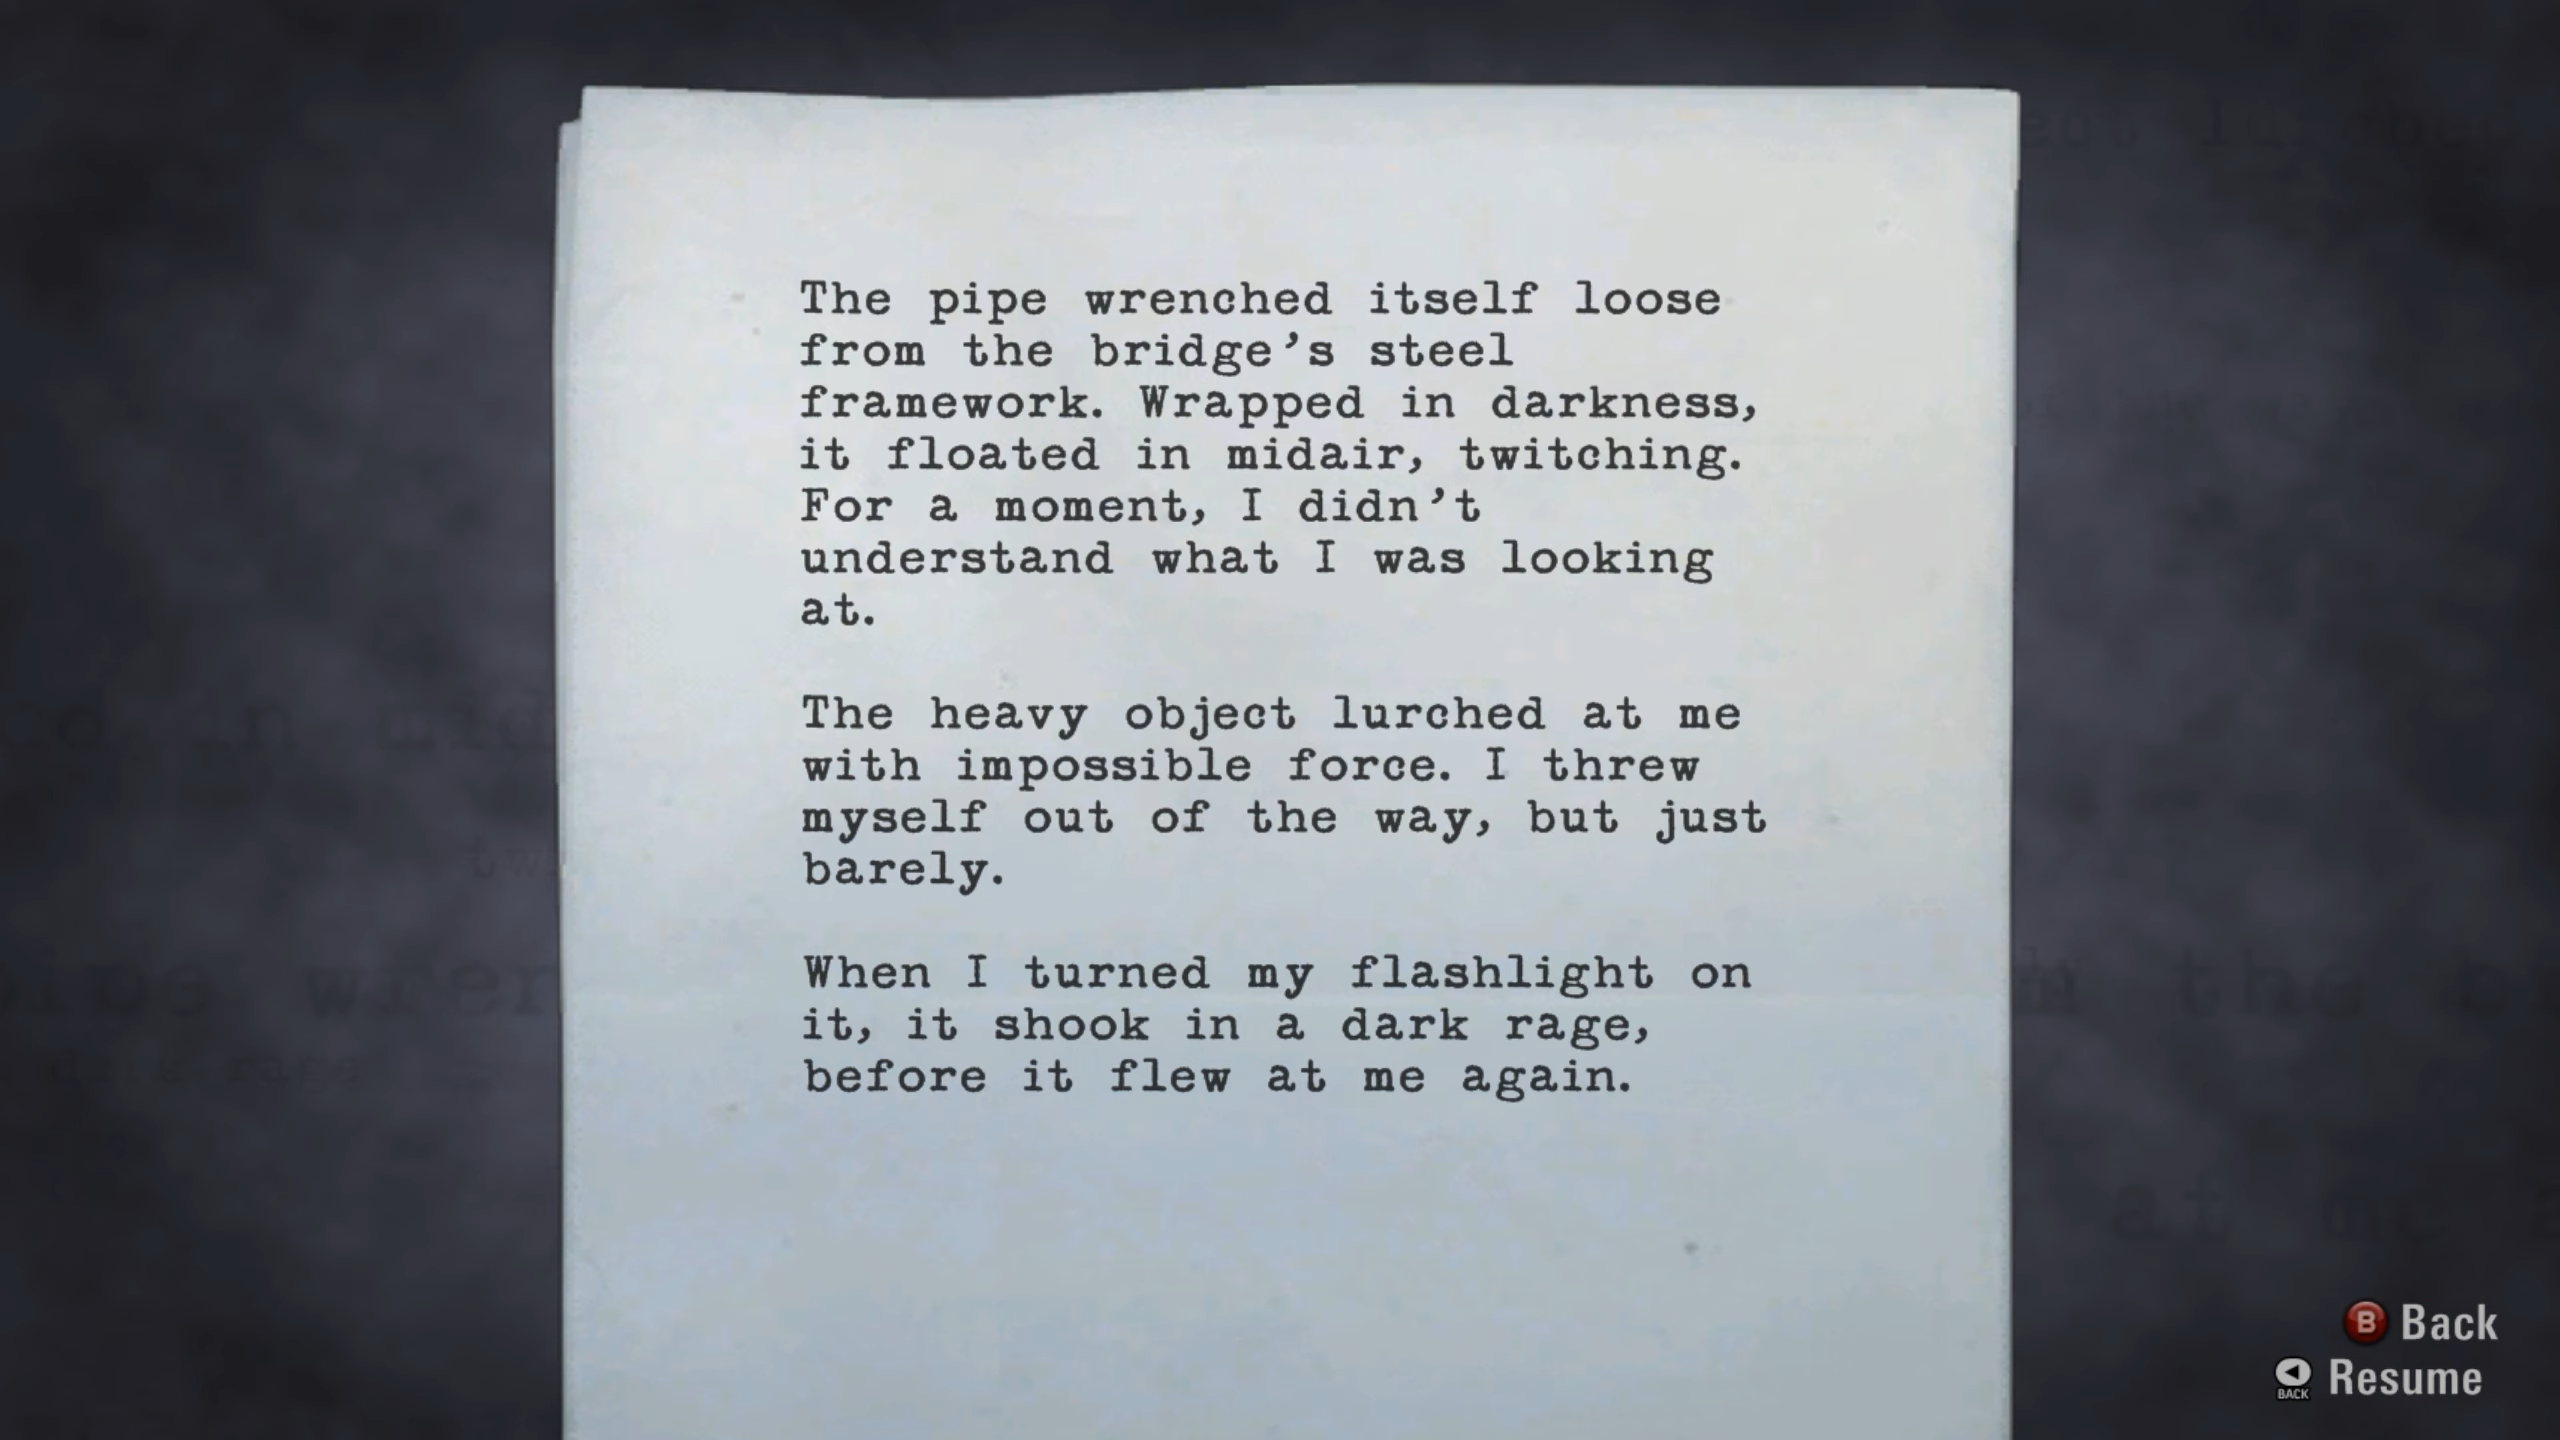 The pipe wrenched itself loose
from the bridge’s steel
framework. Wrapped in darkness,
it floated in midair, twitching.
For a moment, I didn’t
understand what I was looking
at.
The heavy object lurched at me
with impossible force. I threw
myself out of the way, but just
barely.
When I turned my flashlight on
it, it shook in a dark rage,
before it flew at me again.
B Back
BACK Resume